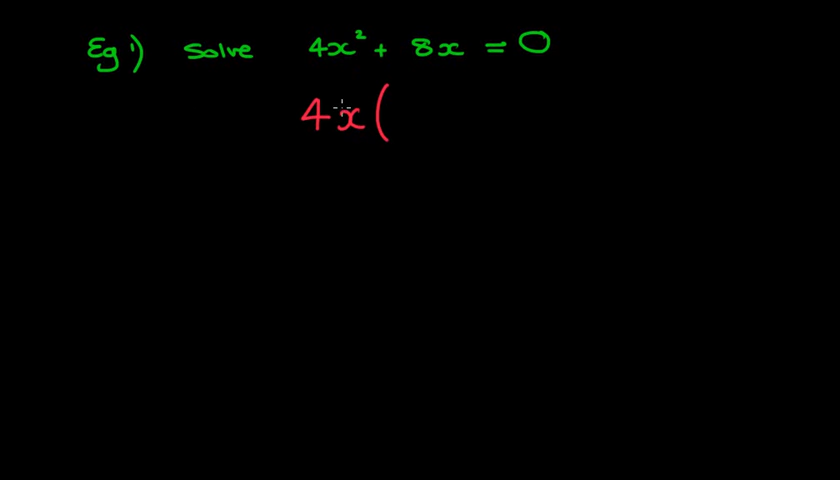 Eg 1) Solve 4x² + 8x = 0
4x(